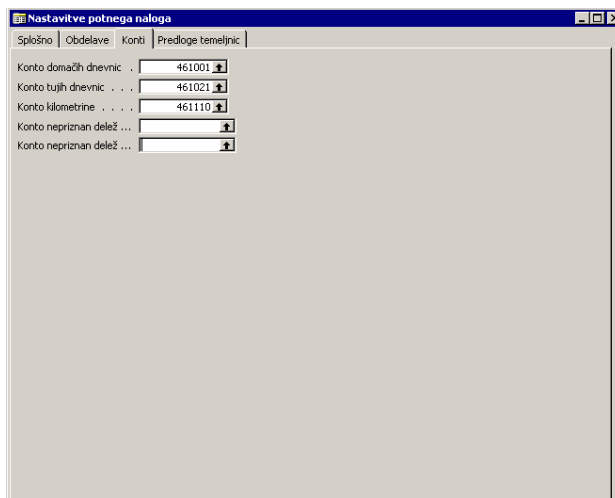 Nastavitve potnega naloga
Splošno Obdelave Konti Predloge temeljnic
Konto domačih dnevnic . 461001
Konto tujih dnevnic . . . 461021
Konto kilometrine . . . . 461110
Konto nepriznan delež ...
Konto nepriznan delež ...